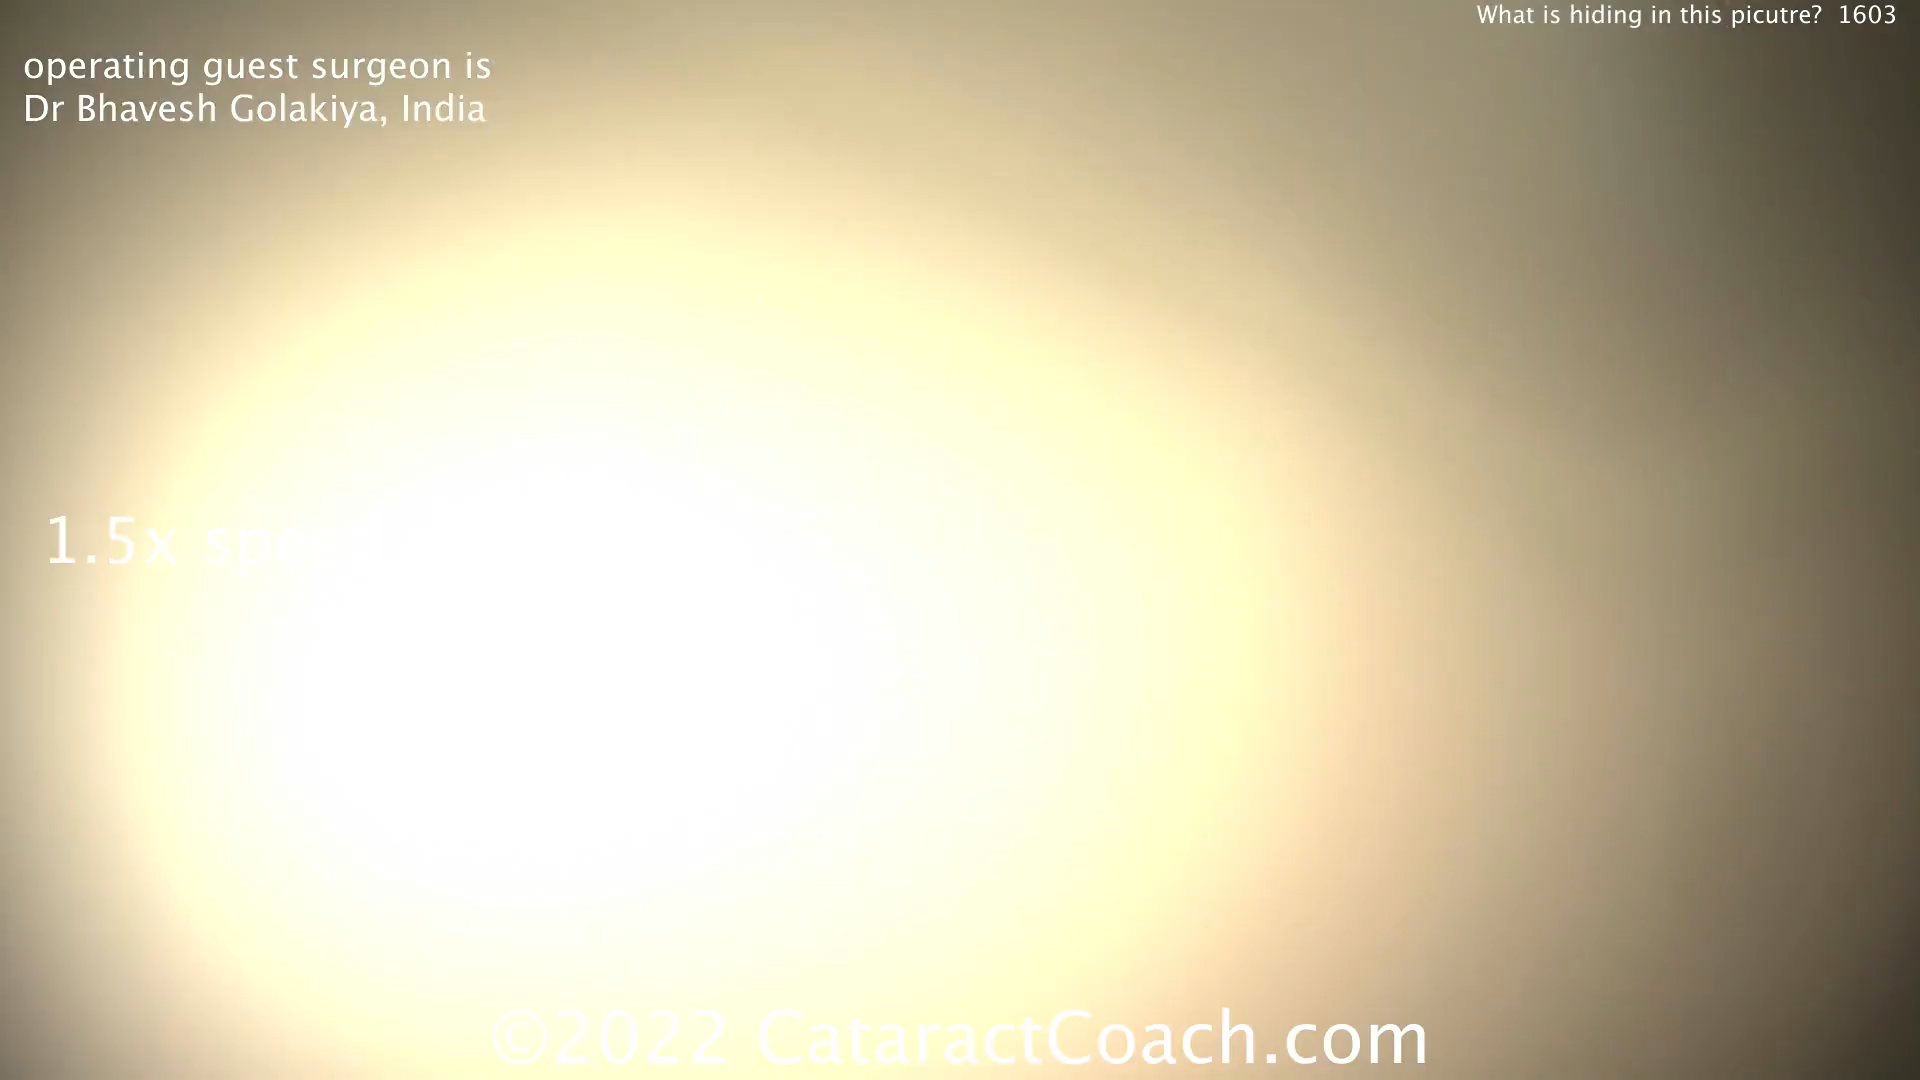 What is hiding in this picutre?  1603
operating guest surgeon is
Dr Bhavesh Golakiya, India
1.5x speed
©2022 CataractCoach.com